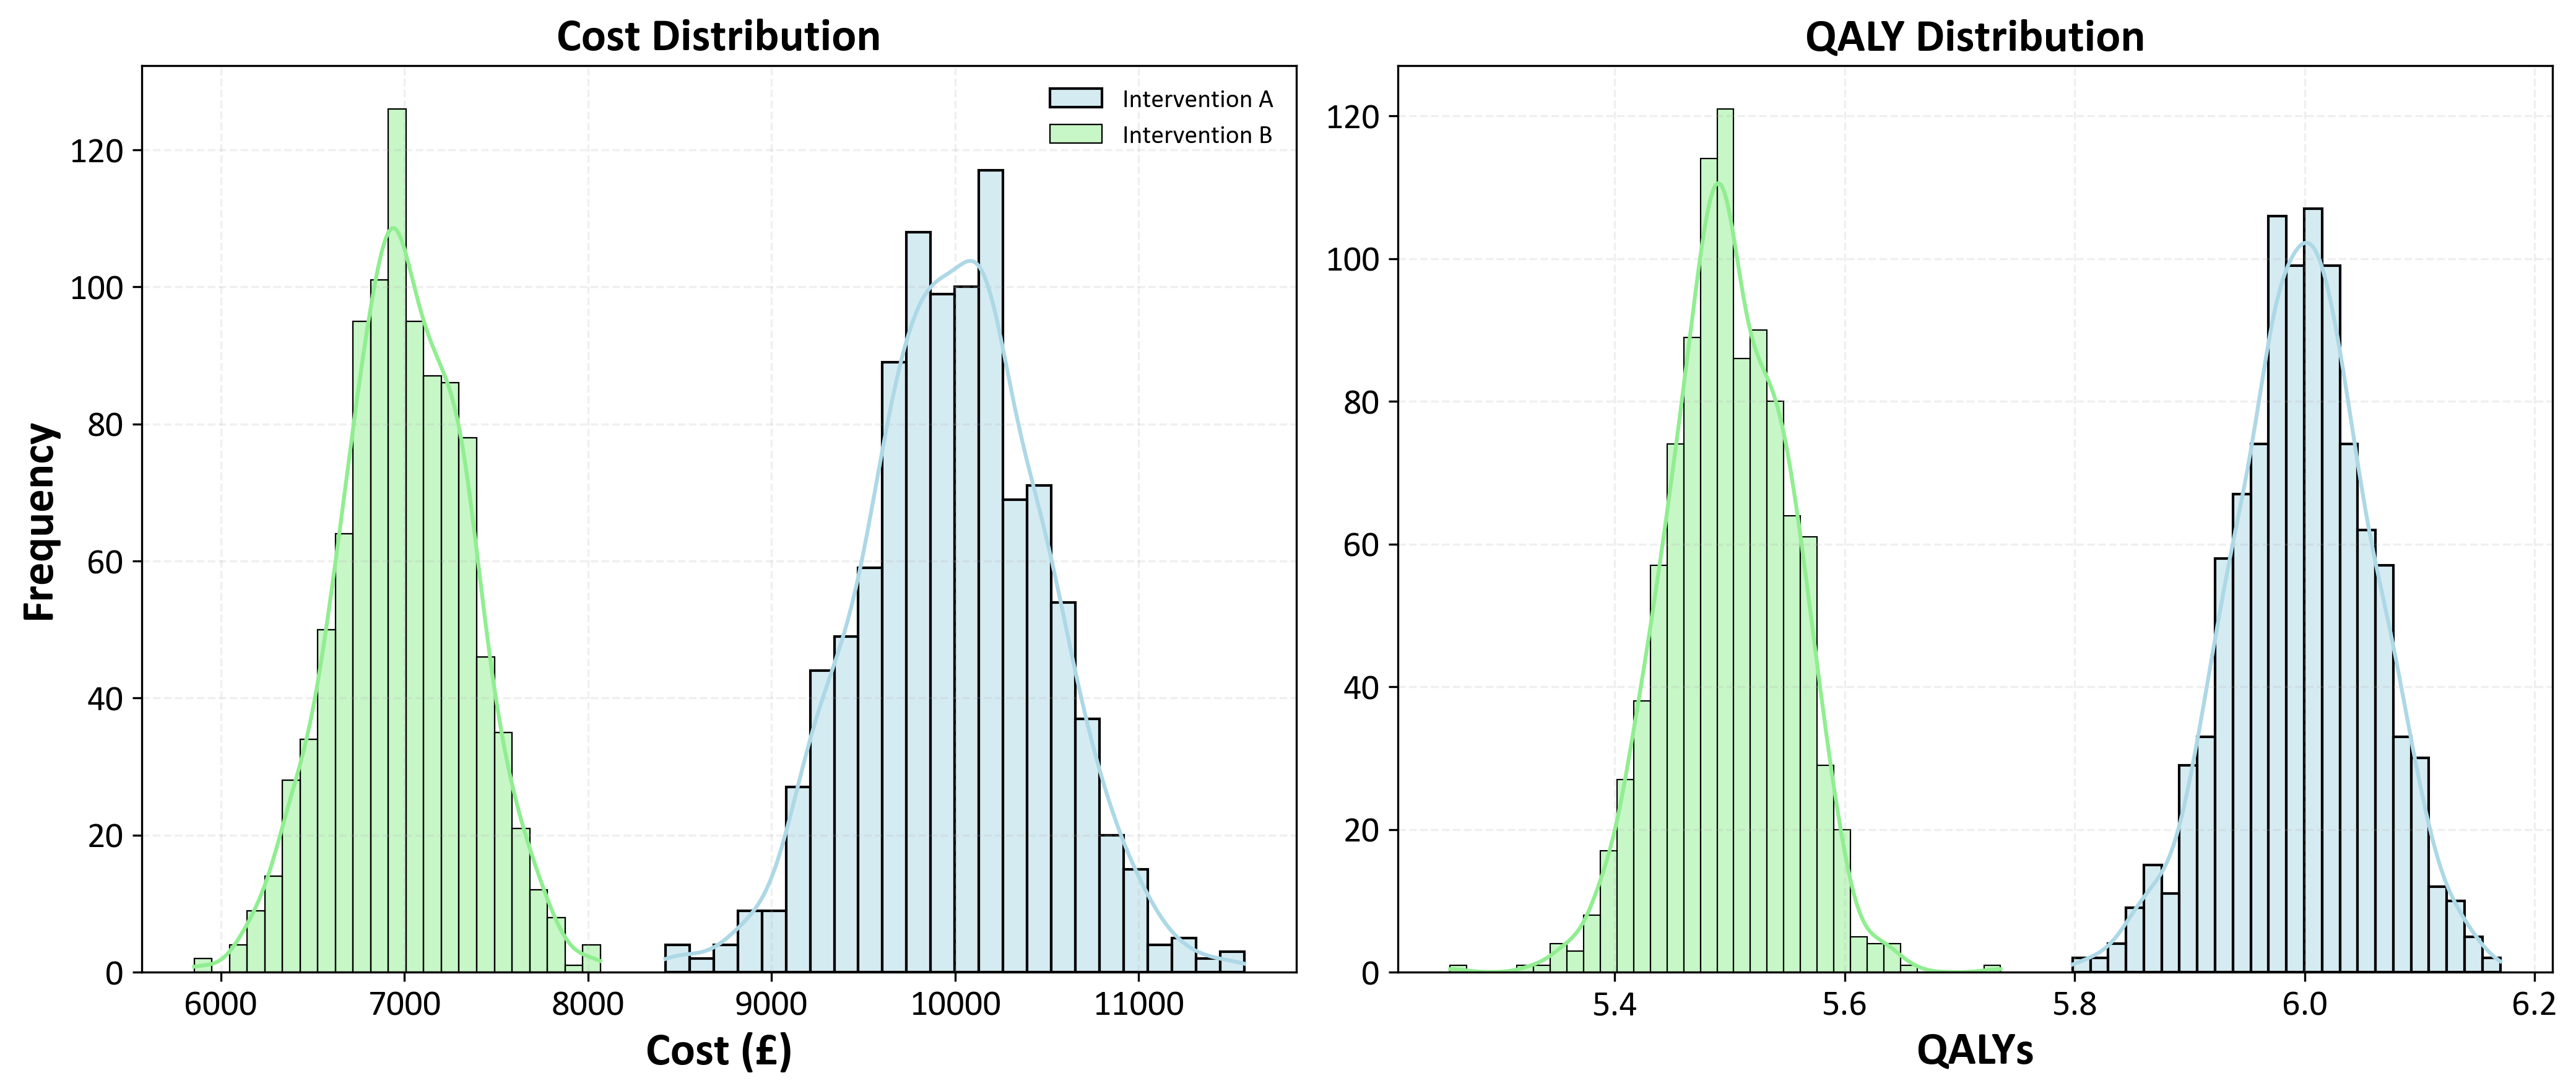 Cost Distribution
Intervention A
Intervention B
120
100
80
60
40
20
0
Frequency
6000 7000 8000 9000 10000 11000
Cost (£)
QALY Distribution
120
100
80
60
40
20
0
5.4 5.6 5.8 6.0 6.2
QALYs